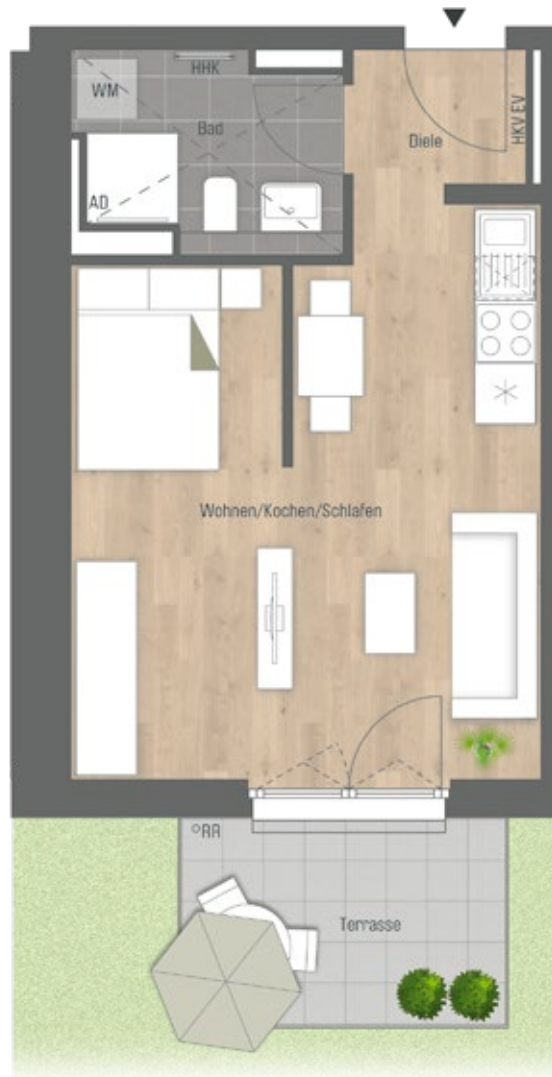 HHK
WM
Bad
Diele
HKV EV
AD
Wohnen/Kochen/Schlafen
RR
Terrasse